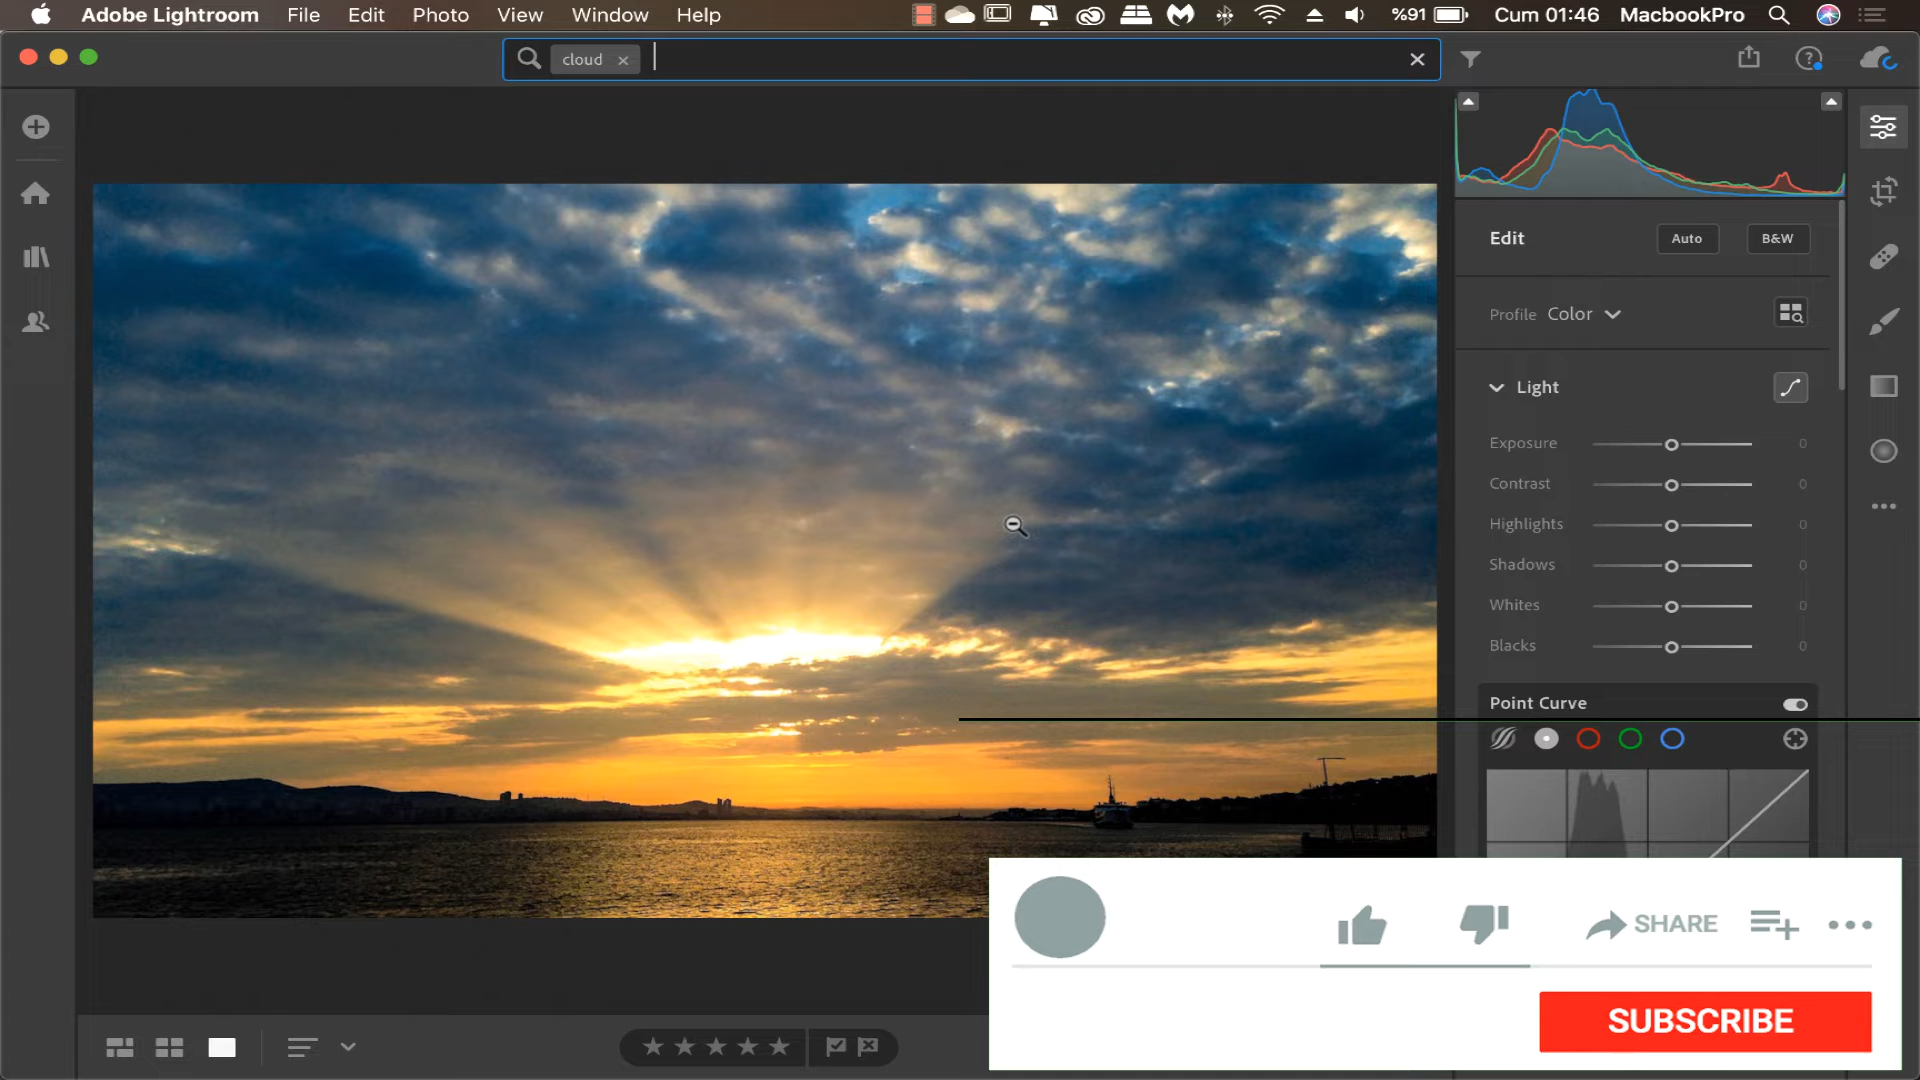 Adobe Lightroom File Edit Photo View Window Help %91 Cum 01:46 MacbookPro
cloud
Edit Auto B&W
Profile Color
Light
Exposure 0
Contrast 0
Highlights 0
Shadows 0
Whites 0
Blacks 0
Point Curve
SHARE
SUBSCRIBE